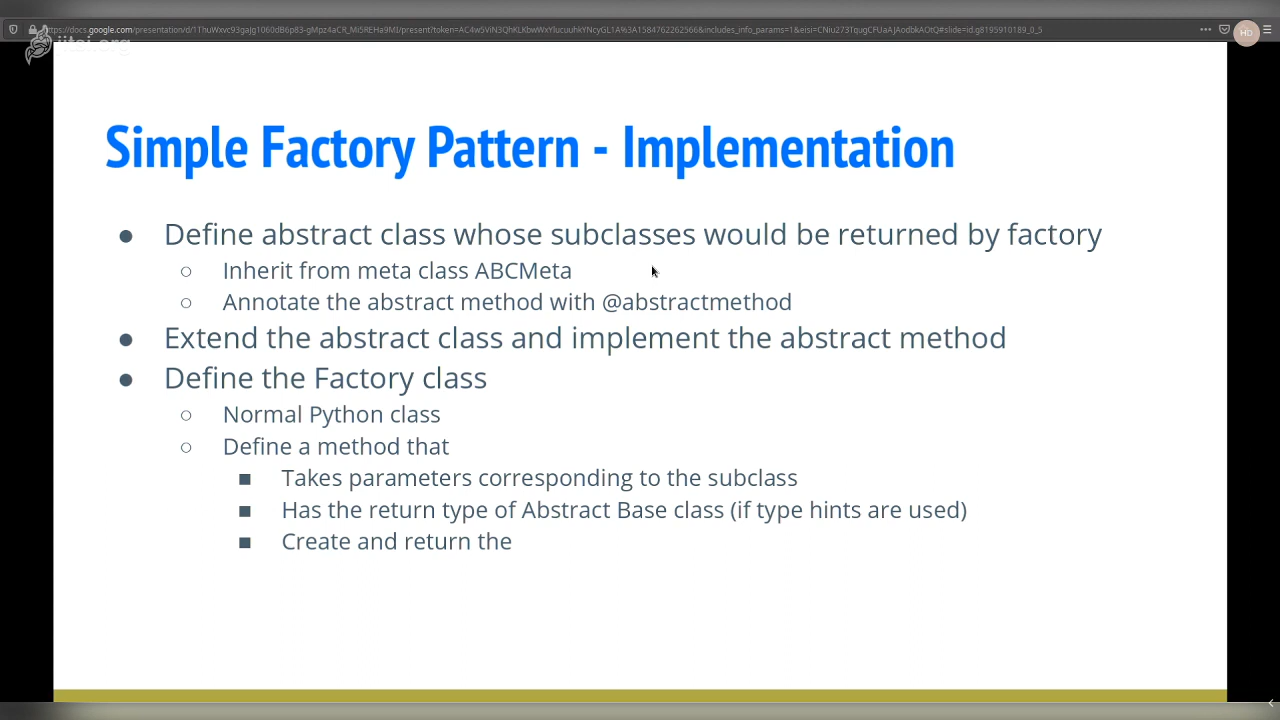 jitsi.org
HD
Simple Factory Pattern - Implementation
● Define abstract class whose subclasses would be returned by factory
○ Inherit from meta class ABCMeta
○ Annotate the abstract method with @abstractmethod
● Extend the abstract class and implement the abstract method
● Define the Factory class
○ Normal Python class
○ Define a method that
■ Takes parameters corresponding to the subclass
■ Has the return type of Abstract Base class (if type hints are used)
■ Create and return the